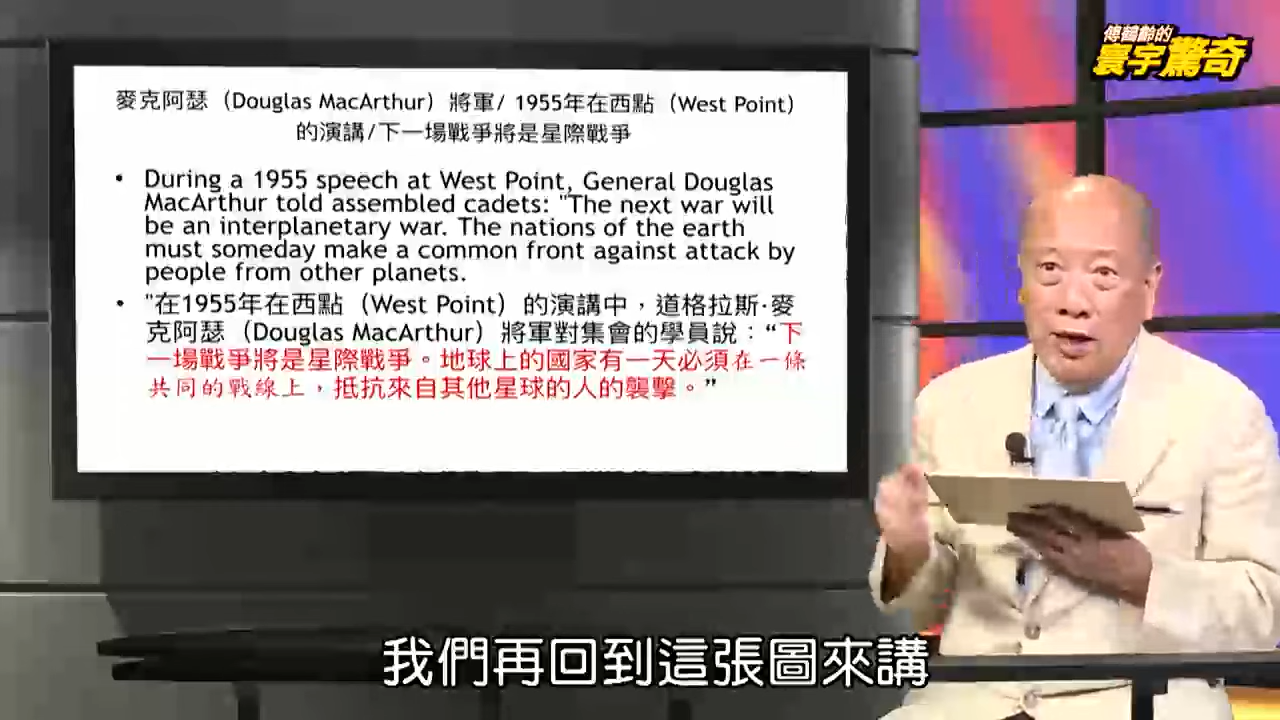 傅鶴齡的
寰宇驚奇
麥克阿瑟（Douglas MacArthur）將軍/ 1955年在西點（West Point）
的演講/下一場戰爭將是星際戰爭
• During a 1955 speech at West Point, General Douglas
MacArthur told assembled cadets: "The next war will
be an interplanetary war. The nations of the earth
must someday make a common front against attack by
people from other planets.
• "在1955年在西點（West Point）的演講中，道格拉斯·麥
克阿瑟（Douglas MacArthur）將軍對集會的學員說：“下
一場戰爭將是星際戰爭。地球上的國家有一天必須在一條
共同的戰線上，抵抗來自其他星球的人的襲擊。”
我們再回到這張圖來講